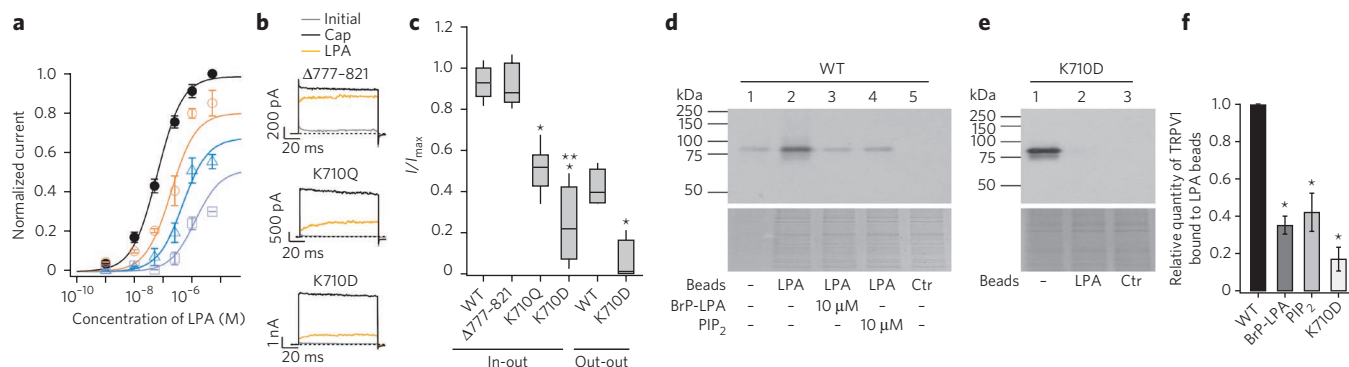 a
Normalized current
1.0
0.8
0.6
0.4
0.2
0
10⁻¹⁰ 10⁻⁸ 10⁻⁶
Concentration of LPA (M)
b
Initial
Cap
LPA
Δ777–821
200 pA
20 ms
K710Q
500 pA
20 ms
K710D
1 nA
20 ms
c
I/Imax
1.2
1.0
0.8
0.6
0.4
0.2
0
*
**
*
*
WT Δ777–821 K710Q K710D WT K710D
In-out Out-out
d
WT
kDa 1 2 3 4 5
250
150
100
75
50
Beads – LPA LPA LPA Ctr
BrP-LPA – – 10 μM – –
PIP₂ – – – 10 μM –
e
K710D
kDa 1 2 3
250
150
100
75
50
Beads – LPA Ctr
f
Relative quantity of TRPV1
bound to LPA beads
1.0
0.8
0.6
0.4
0.2
0
* * *
WT BrP-LPA PIP₂ K710D